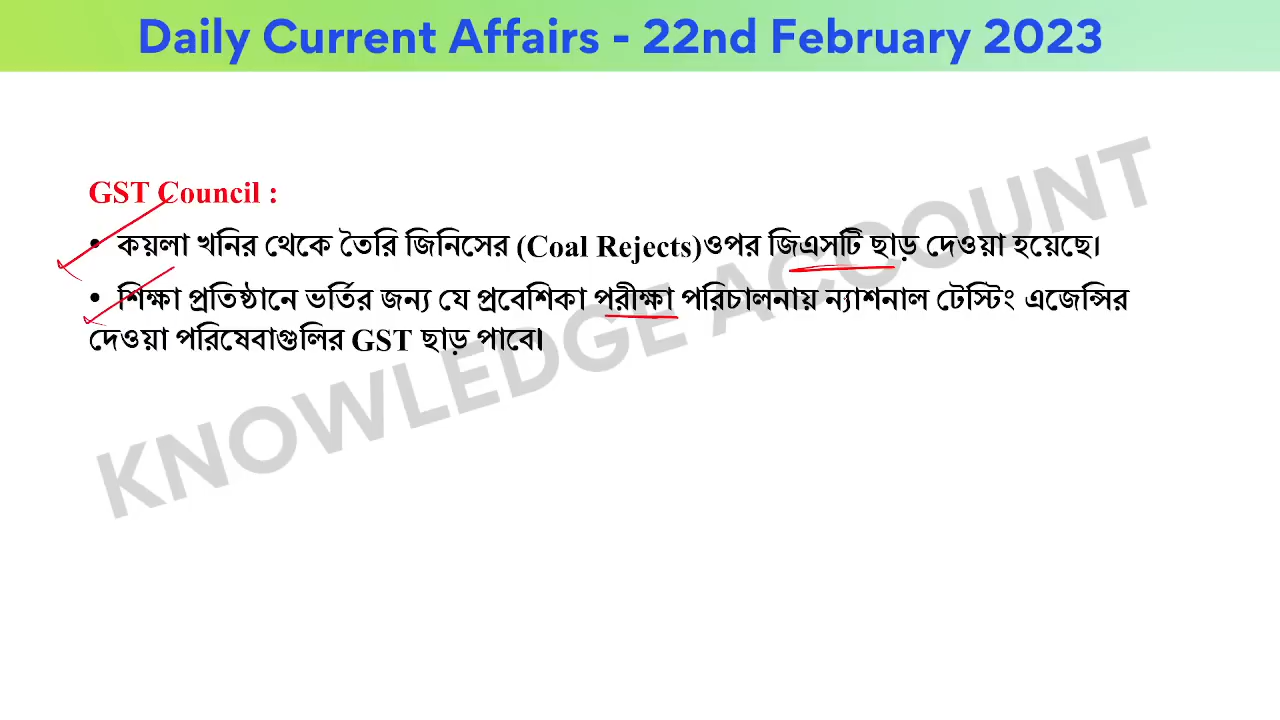 Daily Current Affairs - 22nd February 2023
GST Council :
• কয়লা খনির থেকে তৈরি জিনিসের (Coal Rejects)ওপর জিএসটি ছাড় দেওয়া হয়েছে।
• শিক্ষা প্রতিষ্ঠানে ভর্তির জন্য যে প্রবেশিকা পরীক্ষা পরিচালনায় ন্যাশনাল টেস্টিং এজেন্সির
দেওয়া পরিষেবাগুলির GST ছাড় পাবে।
KNOWLEDGE ACCOUNT